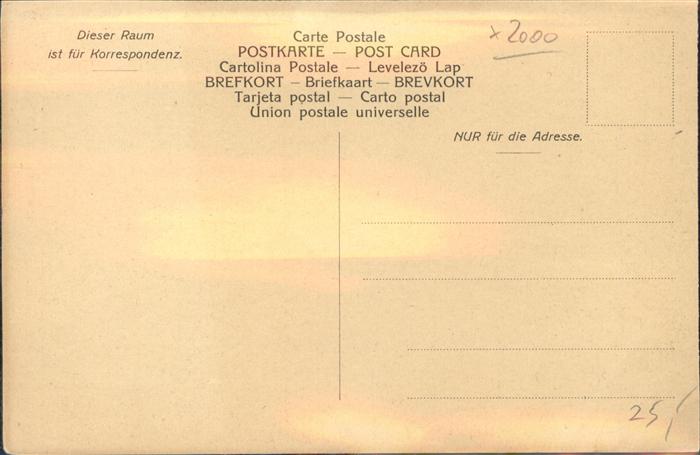 Dieser Raum
ist für Korrespondenz.
Carte Postale
POSTKARTE — POST CARD
Cartolina Postale — Levelezö Lap
BREFKORT — Briefkaart — BREVKORT
Tarjeta postal — Carto postal
Union postale universelle
x 2000
NUR für die Adresse.
25,